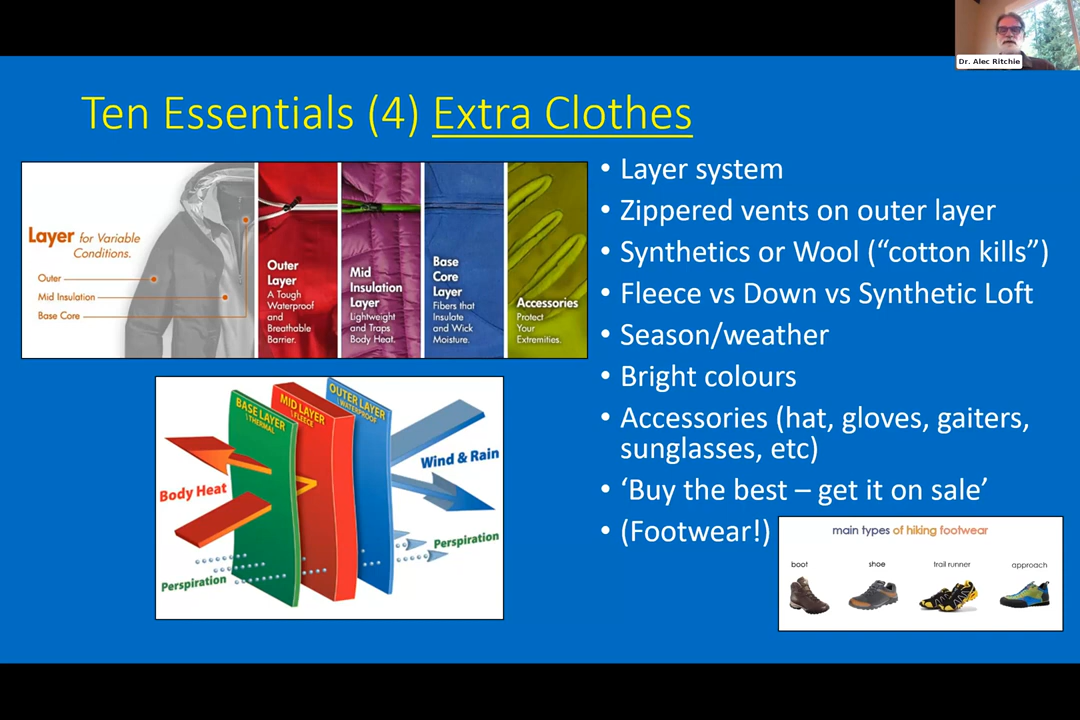 Dr. Alec Ritchie
Ten Essentials (4) Extra Clothes
Layer for Variable
Conditions.
Outer
Mid Insulation
Base Core
Outer
Layer
A Tough
Waterproof
and
Breathable
Barrier.
Mid
Insulation
Layer
Lightweight
and Traps
Body Heat.
Base
Core
Layer
Fibers that
Insulate
and Wick
Moisture.
Accessories
Protect
Your
Extremities.
• Layer system
• Zippered vents on outer layer
• Synthetics or Wool (“cotton kills”)
• Fleece vs Down vs Synthetic Loft
• Season/weather
• Bright colours
• Accessories (hat, gloves, gaiters,
sunglasses, etc)
• ‘Buy the best – get it on sale’
• (Footwear!)
BASE LAYER
\THERMAL
MID LAYER
\FLEECE
OUTER LAYER
\WATERPROOF
Body Heat
Wind & Rain
Perspiration
Perspiration
main types of hiking footwear
boot
shoe
trail runner
approach